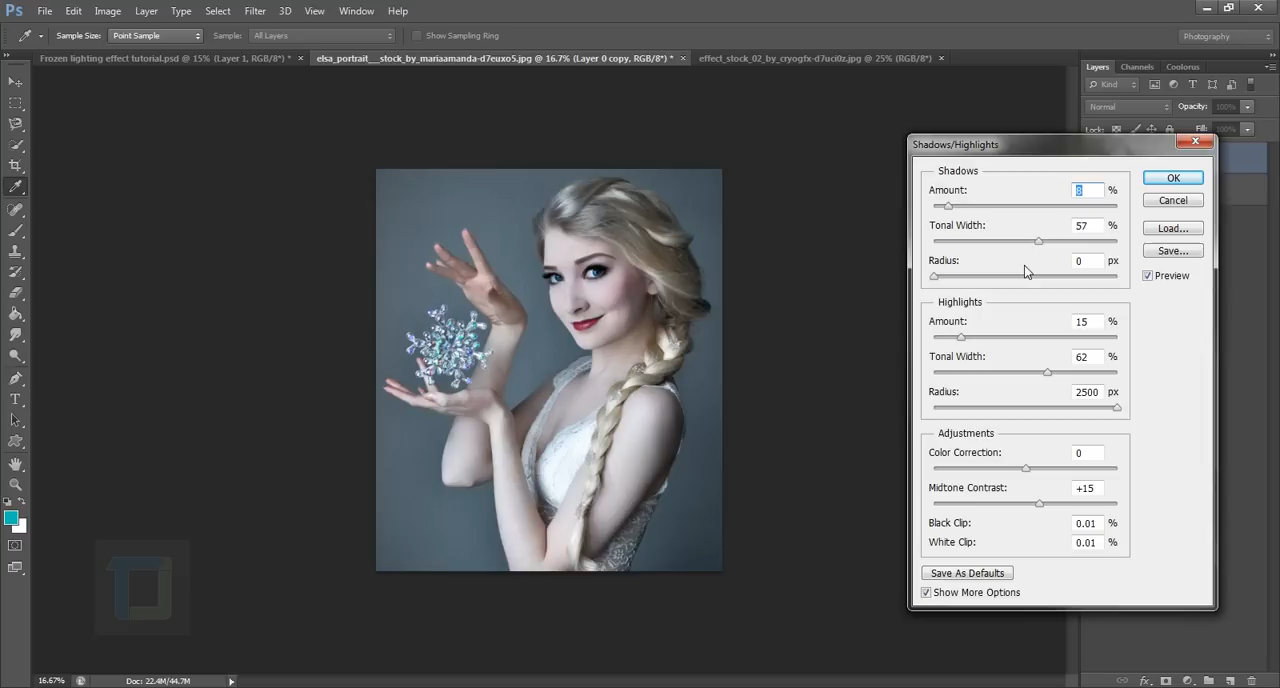 Ps File Edit Image Layer Type Select Filter 3D View Window Help
Sample Size: Point Sample Sample: All Layers Show Sampling Ring Photography
Frozen lighting effect tutorial.psd @ 15% (Layer 1, RGB/8*) * × elsa_portrait__stock_by_mariaamanda-d7euxo5.jpg @ 16.7% (Layer 0 copy, RGB/8*) * × effect_stock_02_by_cryogfx-d7uci0z.jpg @ 25% (RGB/8*) ×
Layers Channels Coolorus
Kind
Normal Opacity: 100%
Lock: Fill:
Shadows/Highlights
Shadows
Amount: 8 %
OK
Tonal Width: 57 %
Cancel
Radius: 0 px
Load...
Save...
Preview
Highlights
Amount: 15 %
Tonal Width: 62 %
Radius: 2500 px
Adjustments
Color Correction: 0
Midtone Contrast: +15
Black Clip: 0.01 %
White Clip: 0.01 %
Save As Defaults
Show More Options
16.67% Doc: 22.4M/44.7M
fx